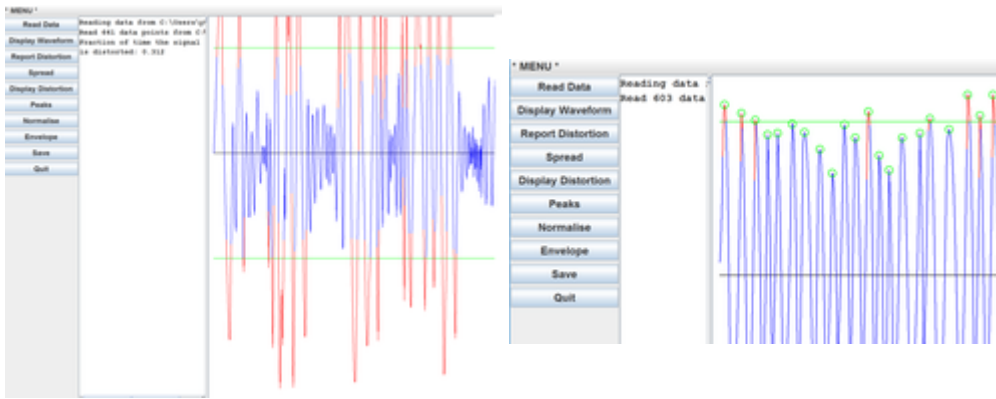 * MENU *
Read Data
Display Waveform
Report Distortion
Spread
Display Distortion
Peaks
Normalise
Envelope
Save
Quit
Reading data from C:\Users\
Read 441 data points from C:
Fraction of time the signal
is distorted: 0.312
* MENU *
Read Data
Display Waveform
Report Distortion
Spread
Display Distortion
Peaks
Normalise
Envelope
Save
Quit
Reading data
Read 603 data